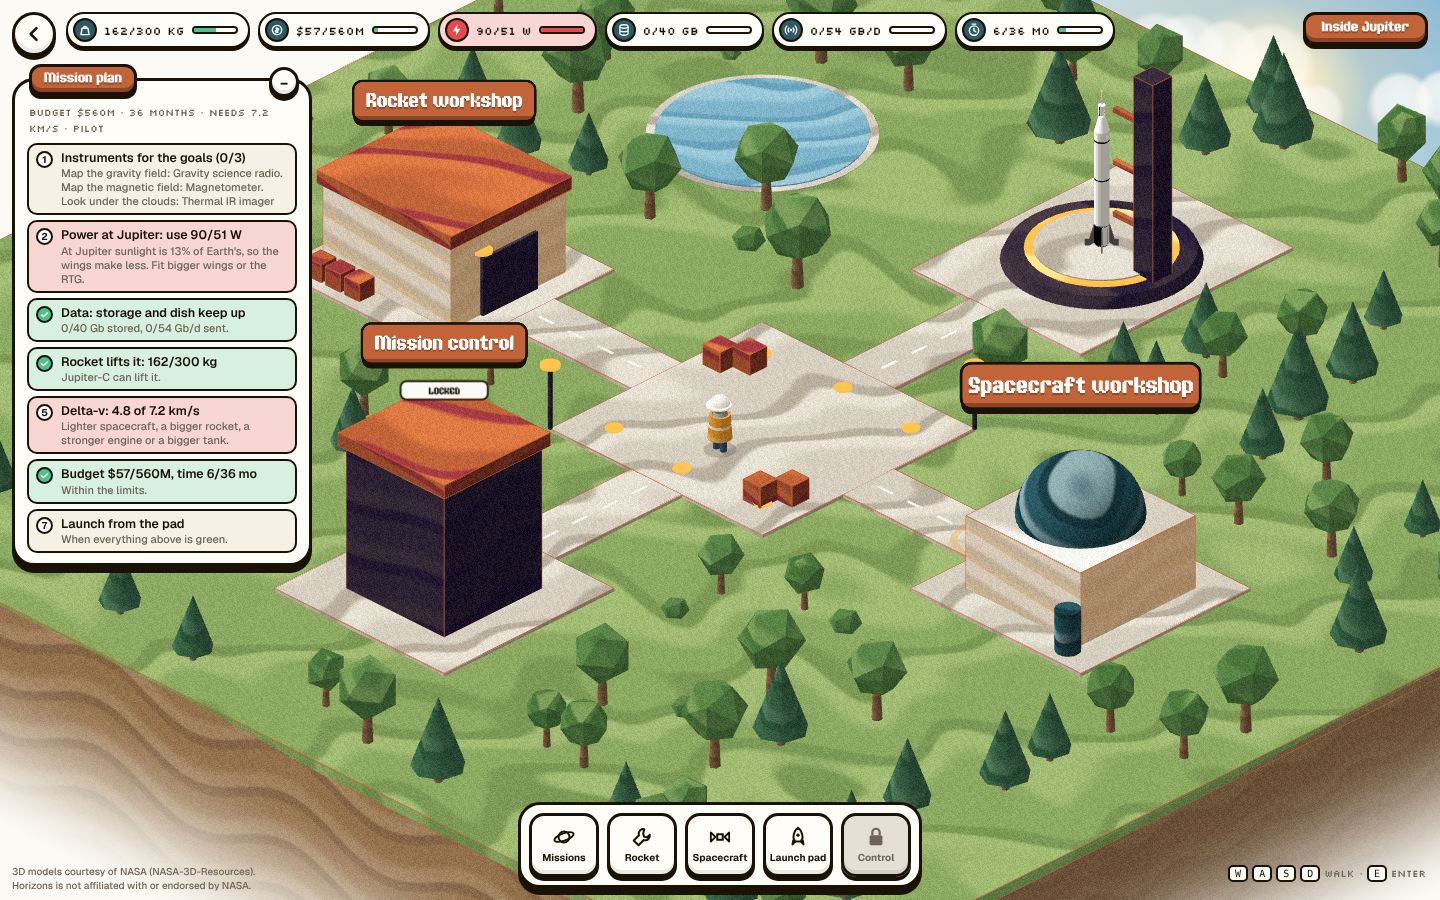 162/300 KG
$57/560M
90/51 W
0/40 GB
0/54 GB/D
6/36 MO
Inside Jupiter
Mission plan
BUDGET $560M · 36 MONTHS · NEEDS 7.2
KM/S · PILOT
1
Instruments for the goals (0/3)
Map the gravity field: Gravity science radio.
Map the magnetic field: Magnetometer.
Look under the clouds: Thermal IR imager
2
Power at Jupiter: use 90/51 W
At Jupiter sunlight is 13% of Earth's, so the
wings make less. Fit bigger wings or the
RTG.
Data: storage and dish keep up
0/40 Gb stored, 0/54 Gb/d sent.
Rocket lifts it: 162/300 kg
Jupiter-C can lift it.
5
Delta-v: 4.8 of 7.2 km/s
Lighter spacecraft, a bigger rocket, a
stronger engine or a bigger tank.
Budget $57/560M, time 6/36 mo
Within the limits.
7
Launch from the pad
When everything above is green.
Rocket workshop
Mission control
LOCKED
Spacecraft workshop
Missions
Rocket
Spacecraft
Launch pad
Control
3D models courtesy of NASA (NASA-3D-Resources).
Horizons is not affiliated with or endorsed by NASA.
W A S D WALK · E ENTER